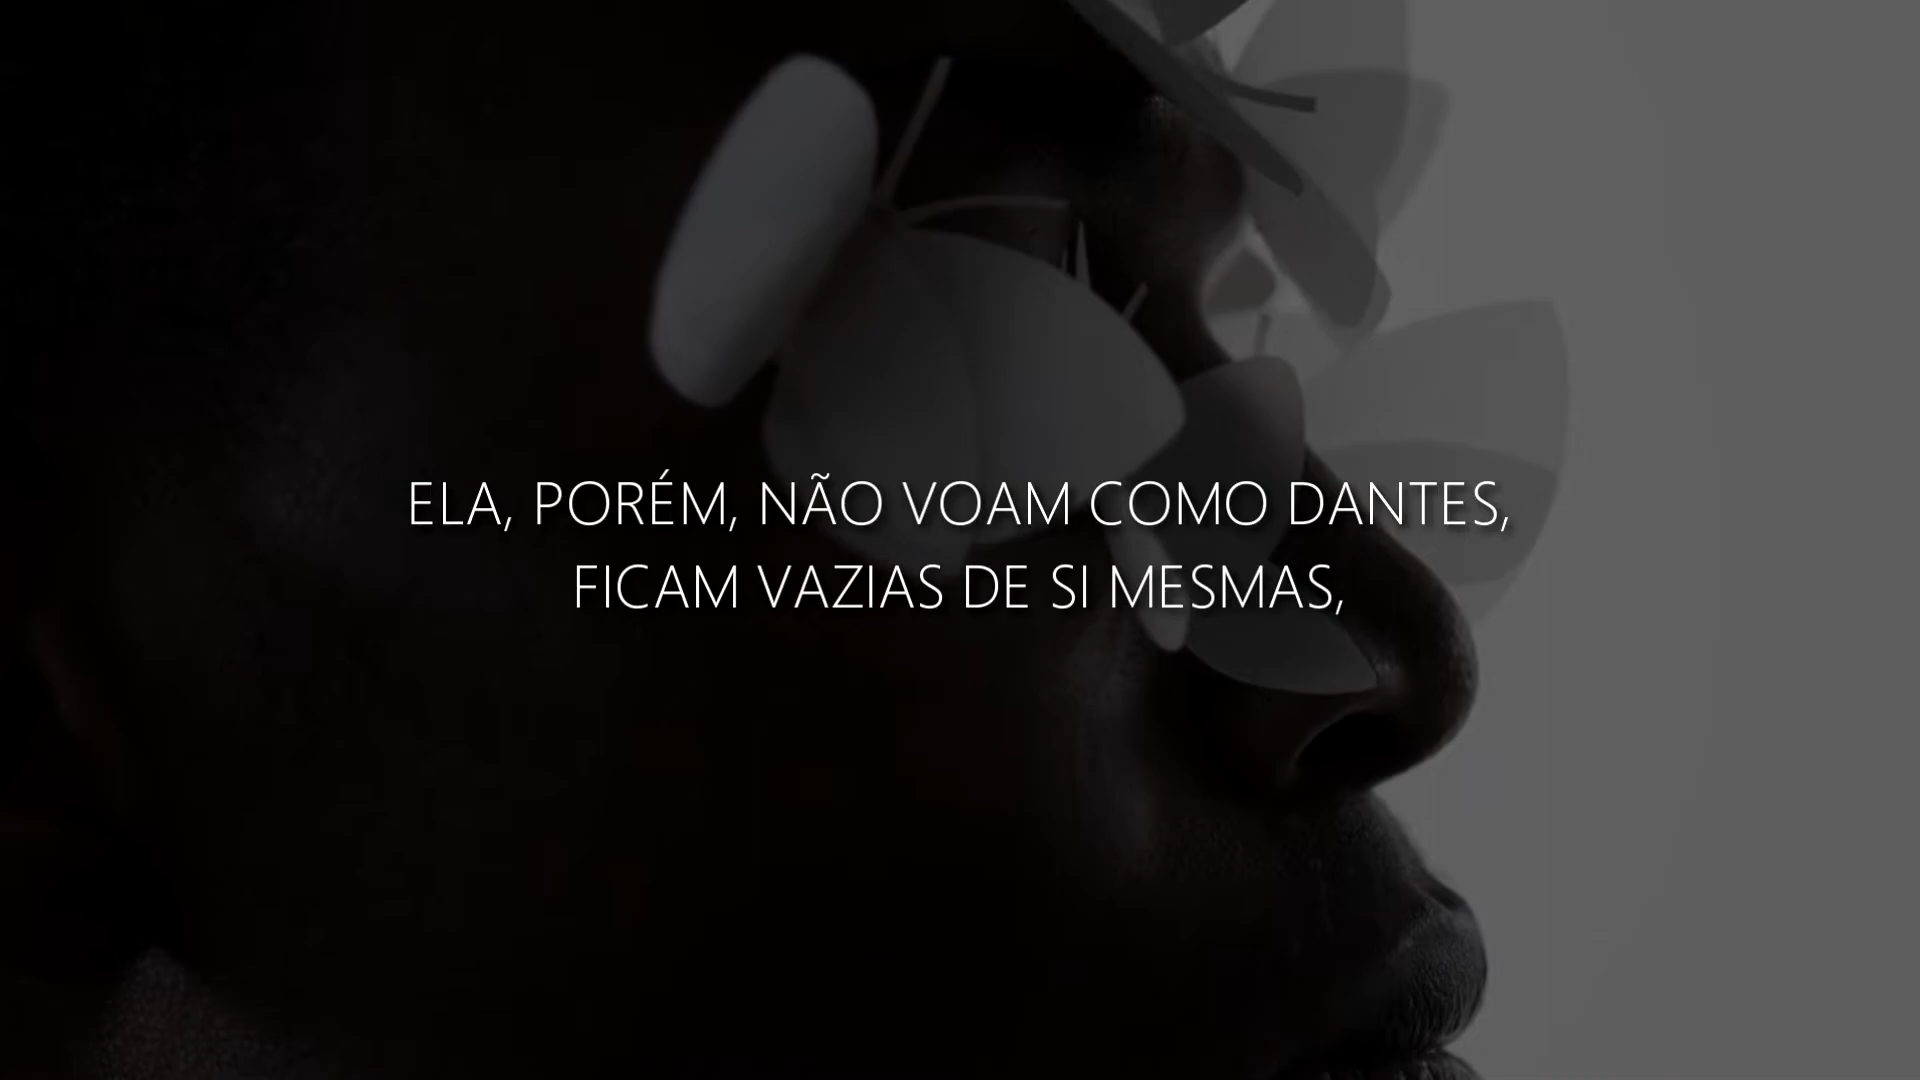 ELA, PORÉM, NÃO VOAM COMO DANTES,
FICAM VAZIAS DE SI MESMAS,